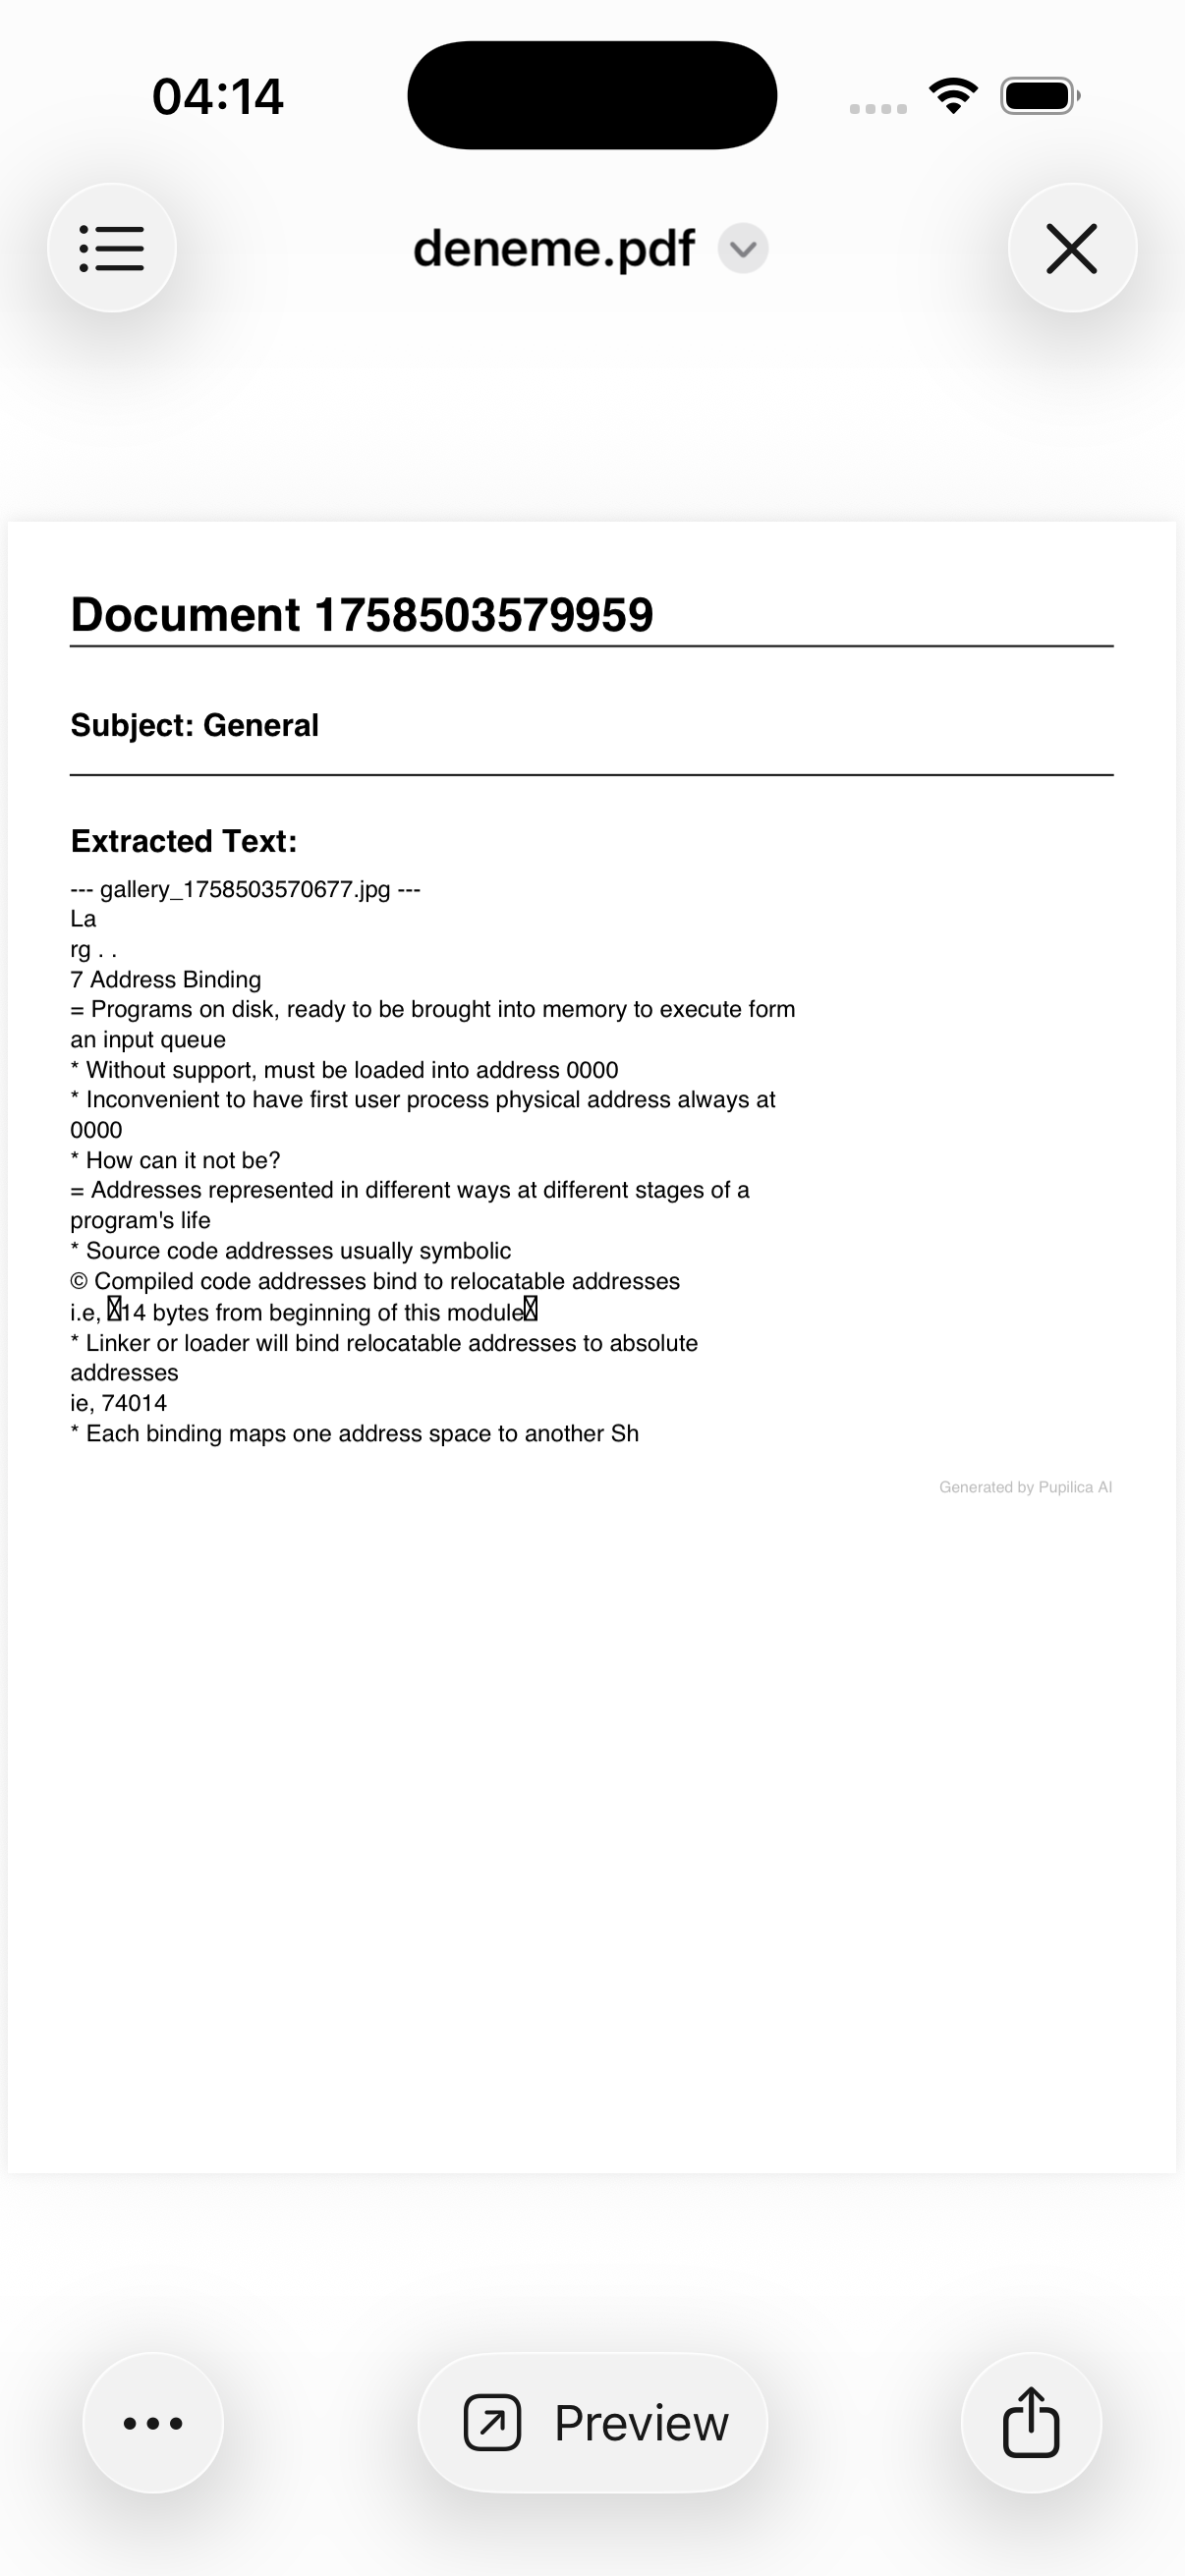 04:14
deneme.pdf
Document 1758503579959
Subject: General
Extracted Text:
--- gallery_1758503570677.jpg ---
La
rg . .
7 Address Binding
= Programs on disk, ready to be brought into memory to execute form
an input queue
* Without support, must be loaded into address 0000
* Inconvenient to have first user process physical address always at
0000
* How can it not be?
= Addresses represented in different ways at different stages of a
program's life
* Source code addresses usually symbolic
© Compiled code addresses bind to relocatable addresses
i.e, 14 bytes from beginning of this module
* Linker or loader will bind relocatable addresses to absolute
addresses
ie, 74014
* Each binding maps one address space to another Sh
Generated by Pupilica AI
Preview